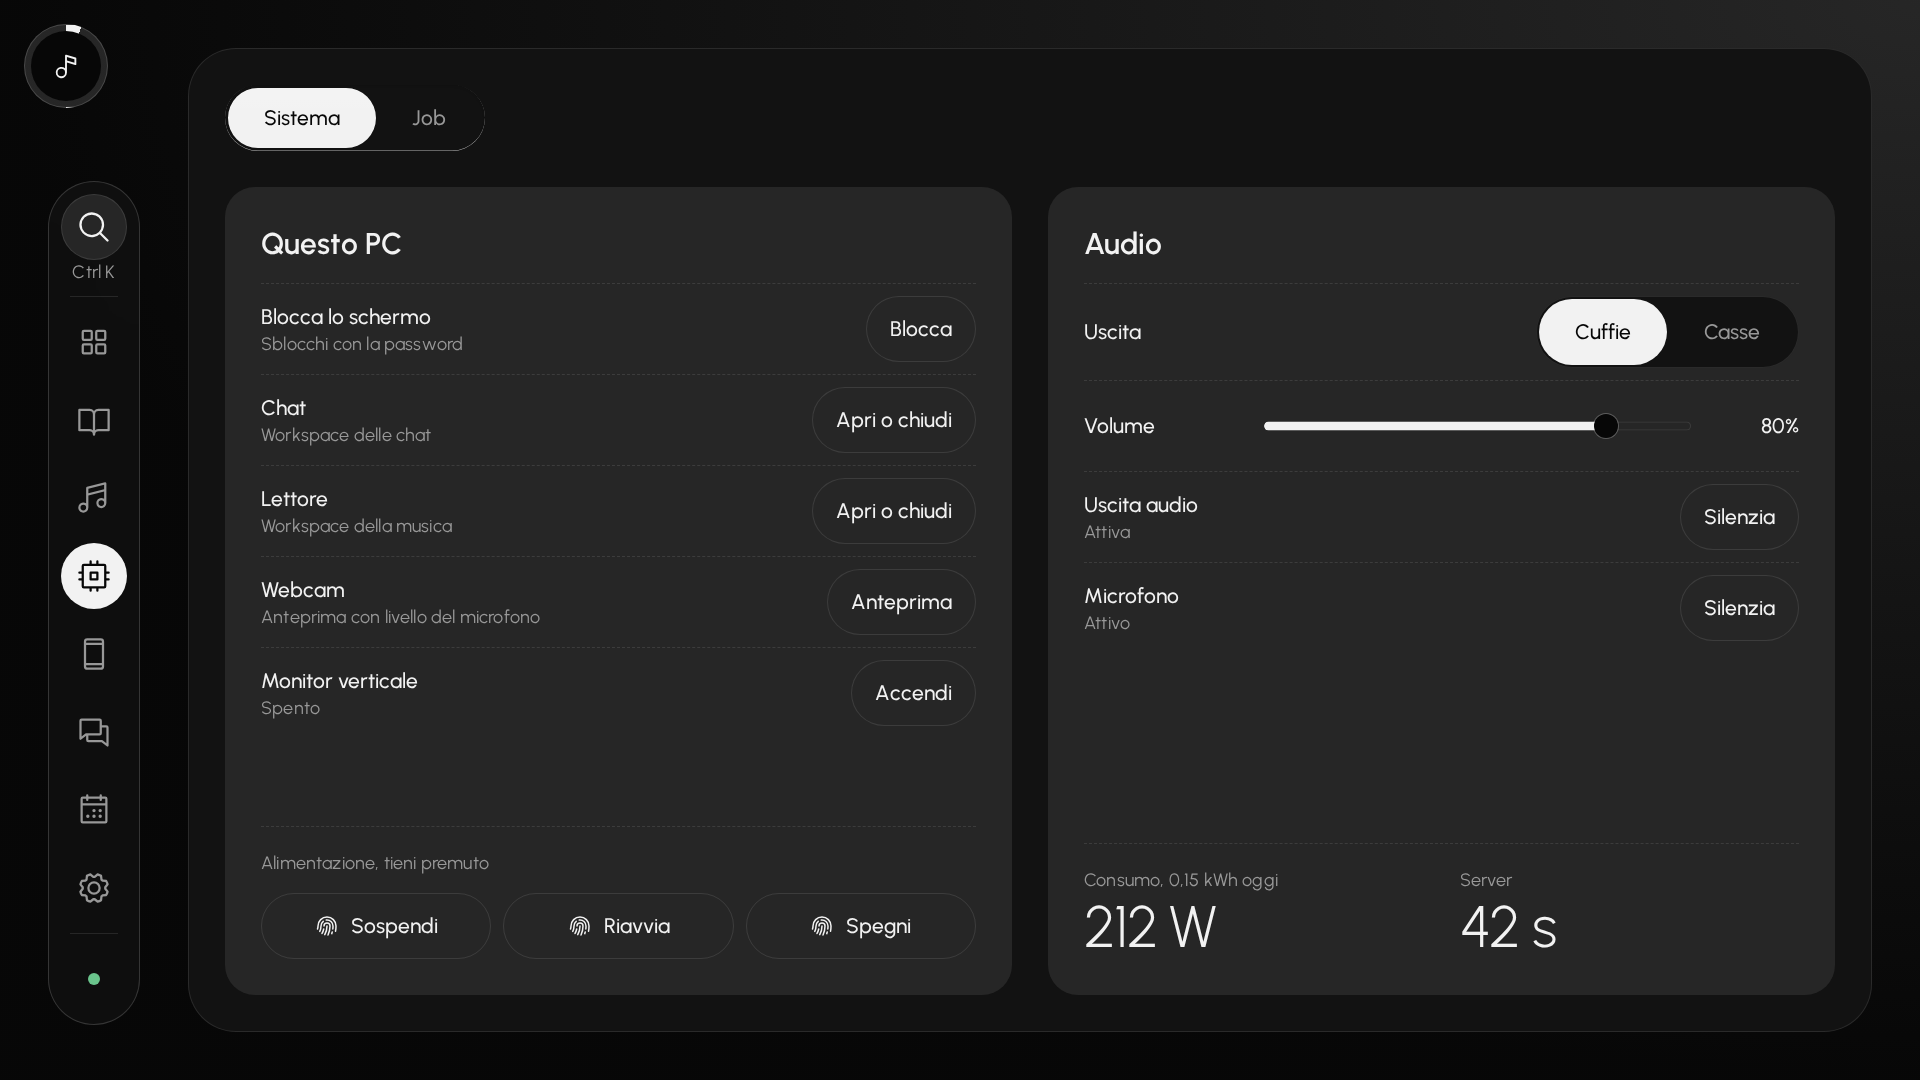 Sistema
Job
Ctrl K
Questo PC
Blocca lo schermo
Sblocchi con la password
Blocca
Chat
Workspace delle chat
Apri o chiudi
Lettore
Workspace della musica
Apri o chiudi
Webcam
Anteprima con livello del microfono
Anteprima
Monitor verticale
Spento
Accendi
Alimentazione, tieni premuto
Sospendi
Riavvia
Spegni
Audio
Uscita
Cuffie
Casse
Volume
80%
Uscita audio
Attiva
Silenzia
Microfono
Attivo
Silenzia
Consumo, 0,15 kWh oggi
212 W
Server
42 s